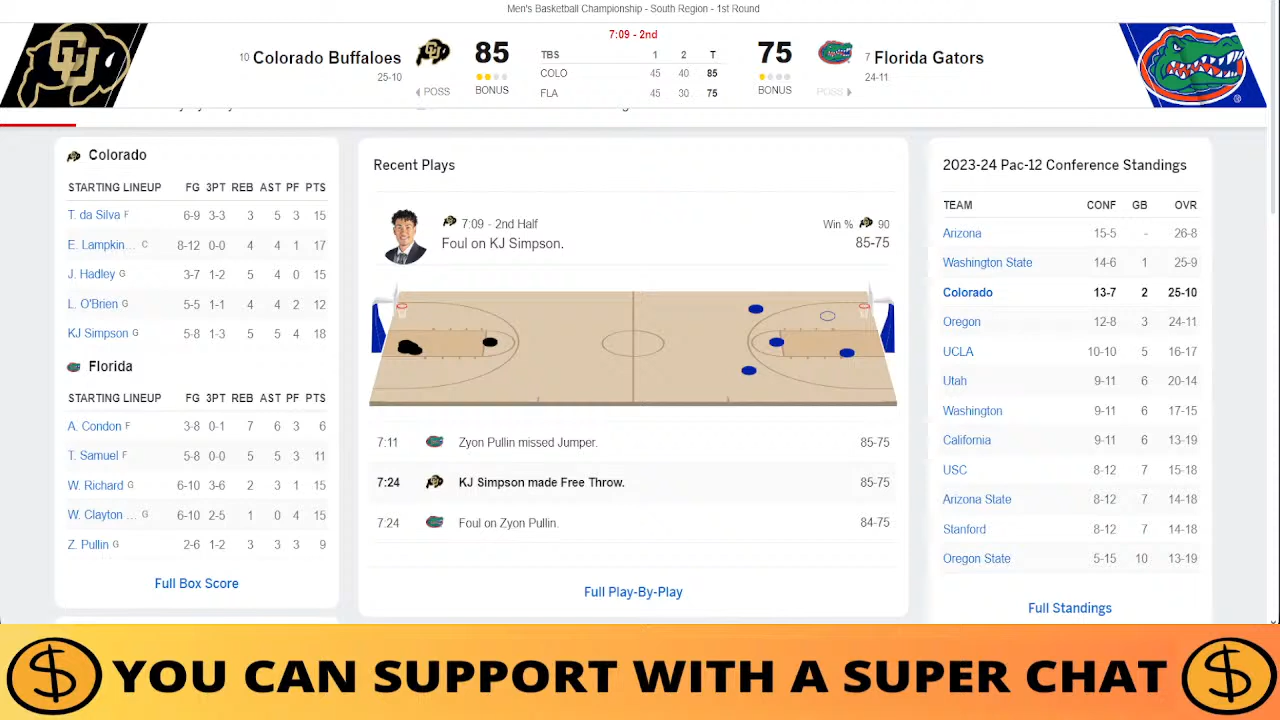 Men's Basketball Championship - South Region - 1st Round
10 Colorado Buffaloes
25-10
85
BONUS
POSS
7:09 - 2nd
TBS 1 2 T
COLO 45 40 85
FLA 45 30 75
75
BONUS
POSS
7 Florida Gators
24-11
Colorado
STARTING LINEUP FG 3PT REB AST PF PTS
T. da Silva F 6-9 3-3 3 5 3 15
E. Lampkin... C 8-12 0-0 4 4 1 17
J. Hadley G 3-7 1-2 5 4 0 15
L. O'Brien G 5-5 1-1 4 4 2 12
KJ Simpson G 5-8 1-3 5 5 4 18
Florida
STARTING LINEUP FG 3PT REB AST PF PTS
A. Condon F 3-8 0-1 7 6 3 6
T. Samuel F 5-8 0-0 5 5 3 11
W. Richard G 6-10 3-6 2 3 1 15
W. Clayton ... G 6-10 2-5 1 0 4 15
Z. Pullin G 2-6 1-2 3 3 3 9
Full Box Score
Recent Plays
7:09 - 2nd Half
Foul on KJ Simpson.
Win % 90
85-75
7:11 Zyon Pullin missed Jumper. 85-75
7:24 KJ Simpson made Free Throw. 85-75
7:24 Foul on Zyon Pullin. 84-75
Full Play-By-Play
2023-24 Pac-12 Conference Standings
TEAM CONF GB OVR
Arizona 15-5 - 26-8
Washington State 14-6 1 25-9
Colorado 13-7 2 25-10
Oregon 12-8 3 24-11
UCLA 10-10 5 16-17
Utah 9-11 6 20-14
Washington 9-11 6 17-15
California 9-11 6 13-19
USC 8-12 7 15-18
Arizona State 8-12 7 14-18
Stanford 8-12 7 14-18
Oregon State 5-15 10 13-19
Full Standings
YOU CAN SUPPORT WITH A SUPER CHAT